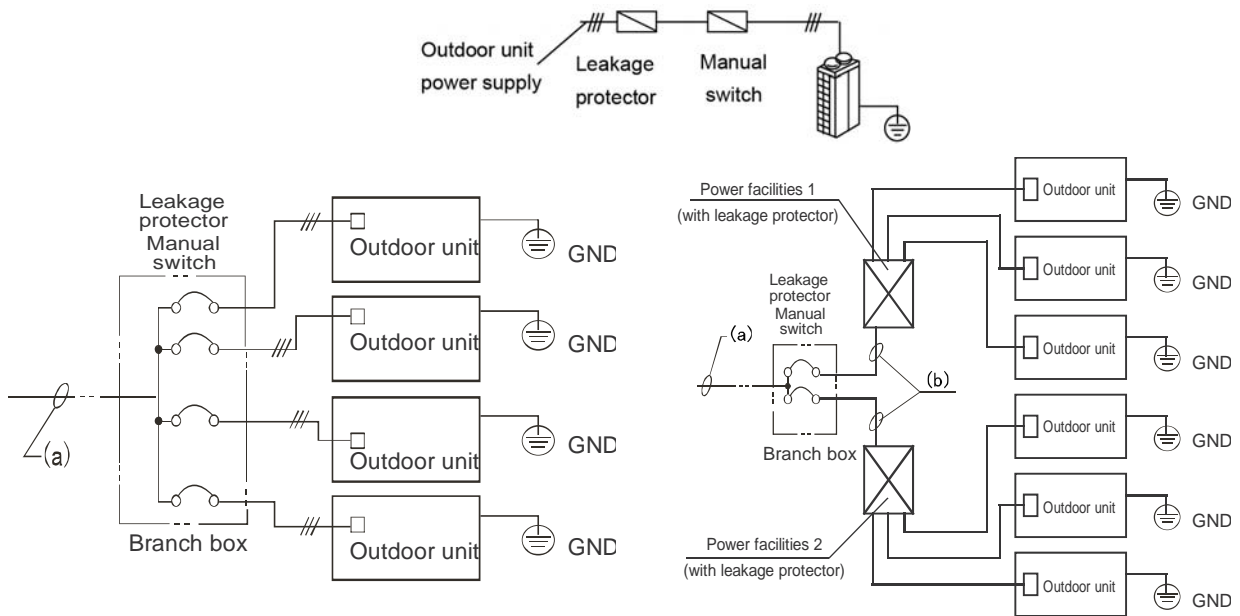 Outdoor unit
power supply
Leakage
protector
Manual
switch
Leakage
protector
Manual
switch
Outdoor unit
GND
Outdoor unit
GND
Outdoor unit
GND
Outdoor unit
GND
(a)
Branch box
Power facilities 1
(with leakage protector)
Leakage
protector
Manual
switch
(a)
(b)
Branch box
Power facilities 2
(with leakage protector)
Outdoor unit
GND
Outdoor unit
GND
Outdoor unit
GND
Outdoor unit
GND
Outdoor unit
GND
Outdoor unit
GND